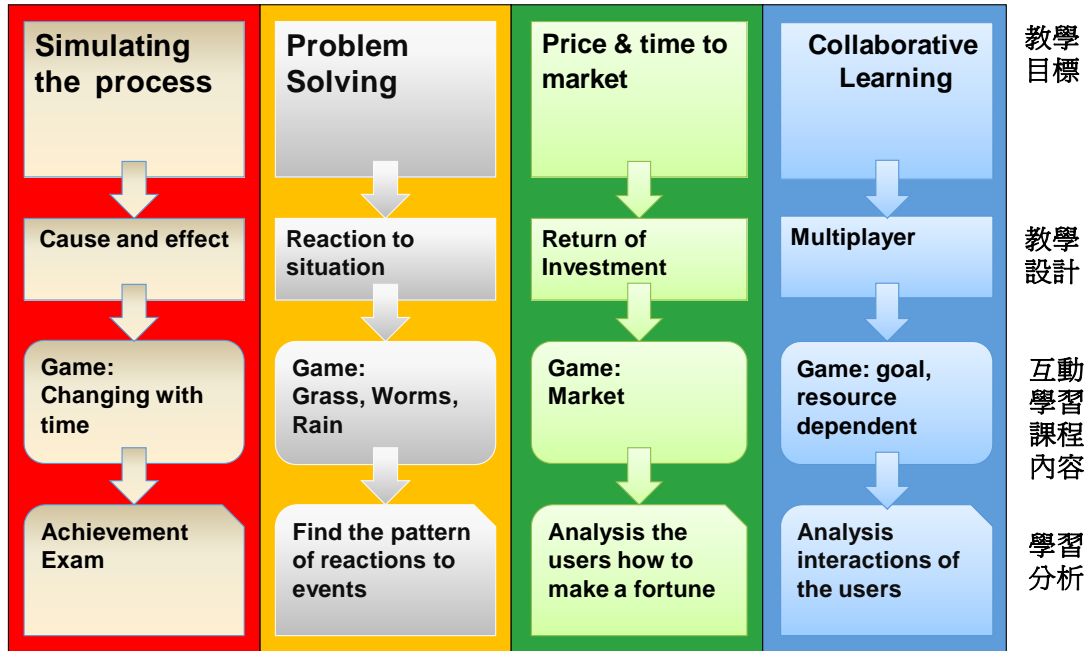 Simulating
the process
Problem
Solving
Price & time to
market
Collaborative
Learning
教學
目標
Cause and effect
Reaction to
situation
Return of
Investment
Multiplayer
教學
設計
Game:
Changing with
time
Game:
Grass, Worms,
Rain
Game:
Market
Game: goal,
resource
dependent
互動
學習
課程
內容
Achievement
Exam
Find the pattern
of reactions to
events
Analysis the
users how to
make a fortune
Analysis
interactions of
the users
學習
分析